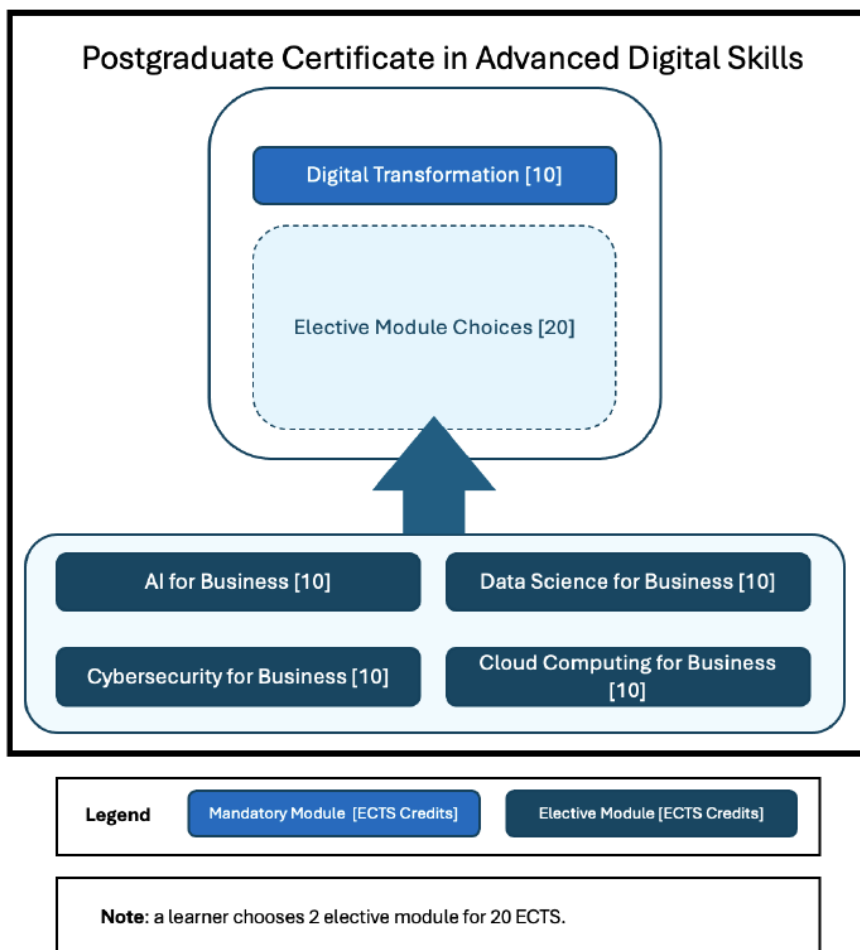 Postgraduate Certificate in Advanced Digital Skills
Digital Transformation [10]
Elective Module Choices [20]
AI for Business [10]
Data Science for Business [10]
Cybersecurity for Business [10]
Cloud Computing for Business
[10]
Legend
Mandatory Module [ECTS Credits]
Elective Module [ECTS Credits]
Note: a learner chooses 2 elective module for 20 ECTS.